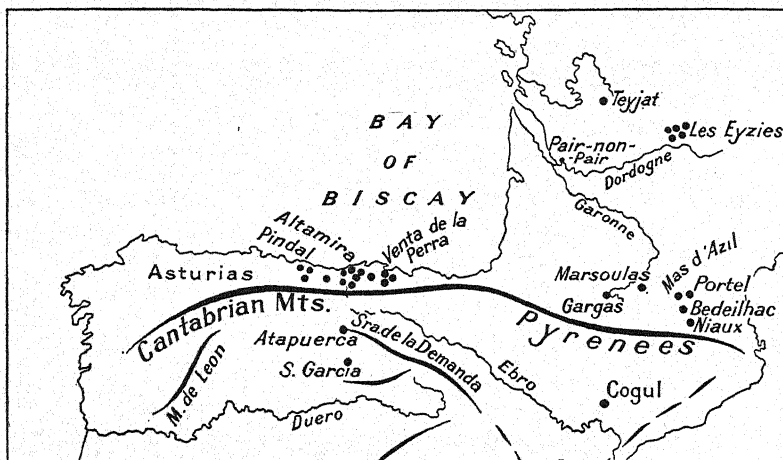 Teyjat
BAY
Les Eyzies
OF
Pair-non-
-Pair
Dordogne
BISCAY
Garonne
Altamira
Pindal
Venta de la
Perra
Mas d'Azil
Asturias
Marsoulas
Portel
Gargas
Bedeilhac
Niaux
Cantabrian Mts.
Pyrenees
Atapuerca
Sra de la Demanda
M. de Leon
S. Garcia
Ebro
Cogul
Duero